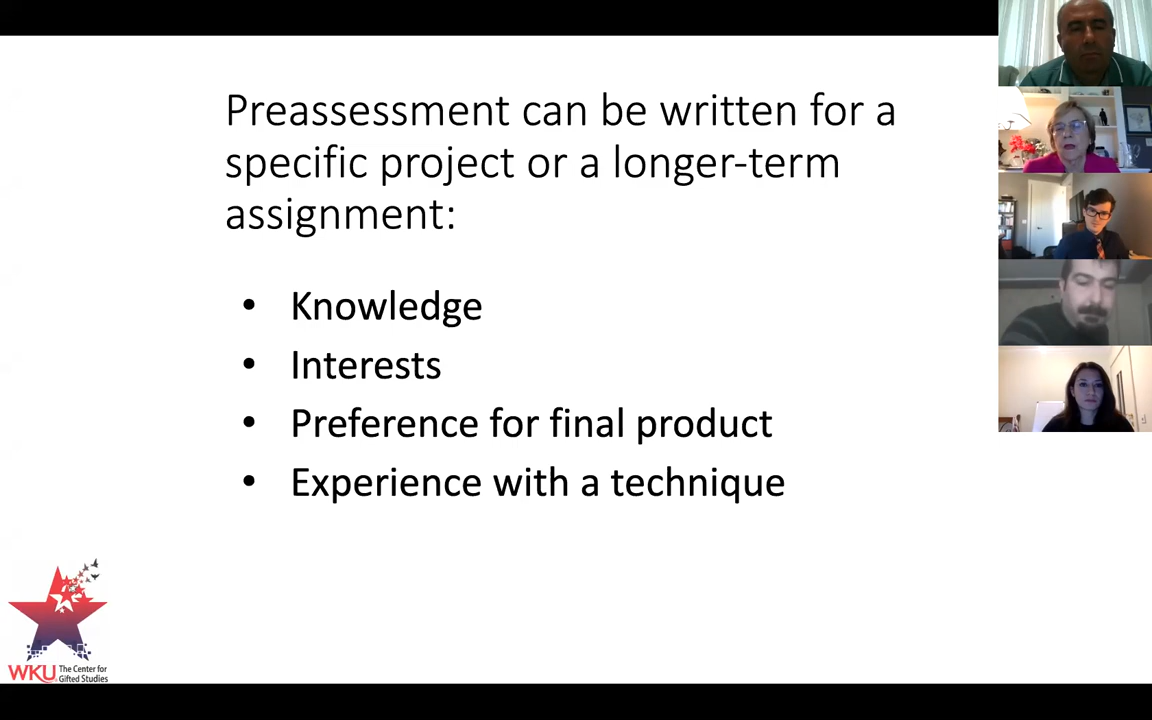 Preassessment can be written for a
specific project or a longer-term
assignment:
• Knowledge
• Interests
• Preference for final product
• Experience with a technique
WKU The Center for
Gifted Studies